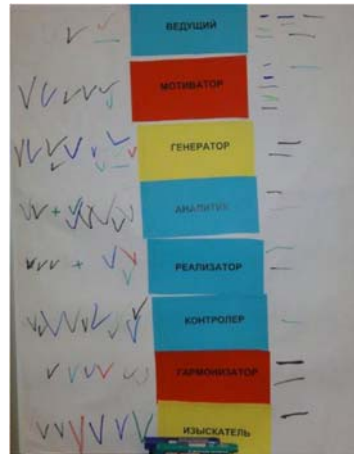 ВЕДУЩИЙ
МОТИВАТОР
ГЕНЕРАТОР
АНАЛИТИК
РЕАЛИЗАТОР
КОНТРОЛЕР
ГАРМОНИЗАТОР
ИЗЫСКАТЕЛЬ